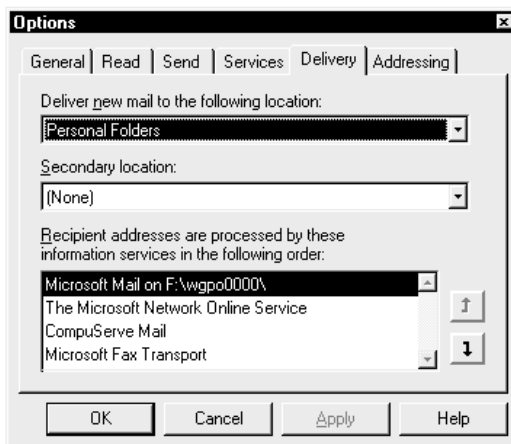 Options
General Read Send Services Delivery Addressing
Deliver new mail to the following location:
Personal Folders
Secondary location:
(None)
Recipient addresses are processed by these
information services in the following order:
Microsoft Mail on F:\wgpo0000\
The Microsoft Network Online Service
CompuServe Mail
Microsoft Fax Transport
OK Cancel Apply Help